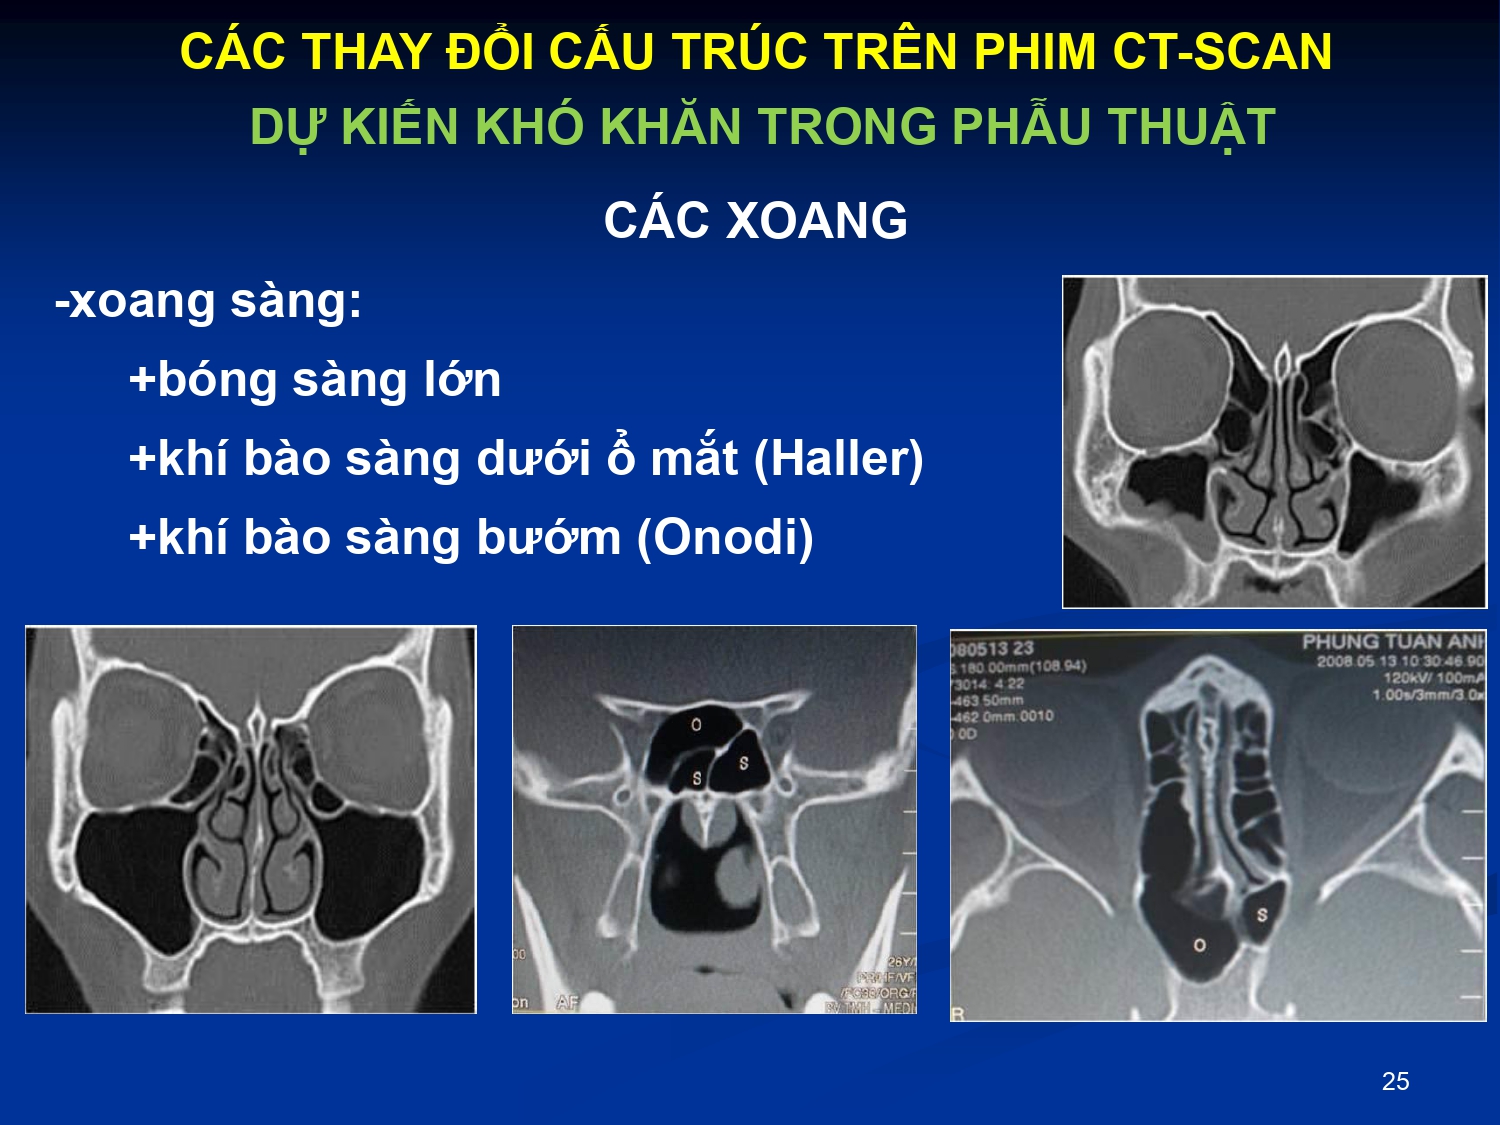 CÁC THAY ĐỔI CẤU TRÚC TRÊN PHIM CT-SCAN
DỰ KIẾN KHÓ KHĂN TRONG PHẪU THUẬT
CÁC XOANG
-xoang sàng:
+bóng sàng lớn
+khí bào sàng dưới ổ mắt (Haller)
+khí bào sàng bướm (Onodi)
O
S
S
00
on
AF
26Y/
080513 23
180.00mm(108.94)
73014: 4:22
-463.50mm
-462.0mm.0010
0D
PHUNG TUAN ANH
2008.05.13 10:30:46.90
120kV/ 100mA
1.00s/3mm/3.0x
S
O
R
25